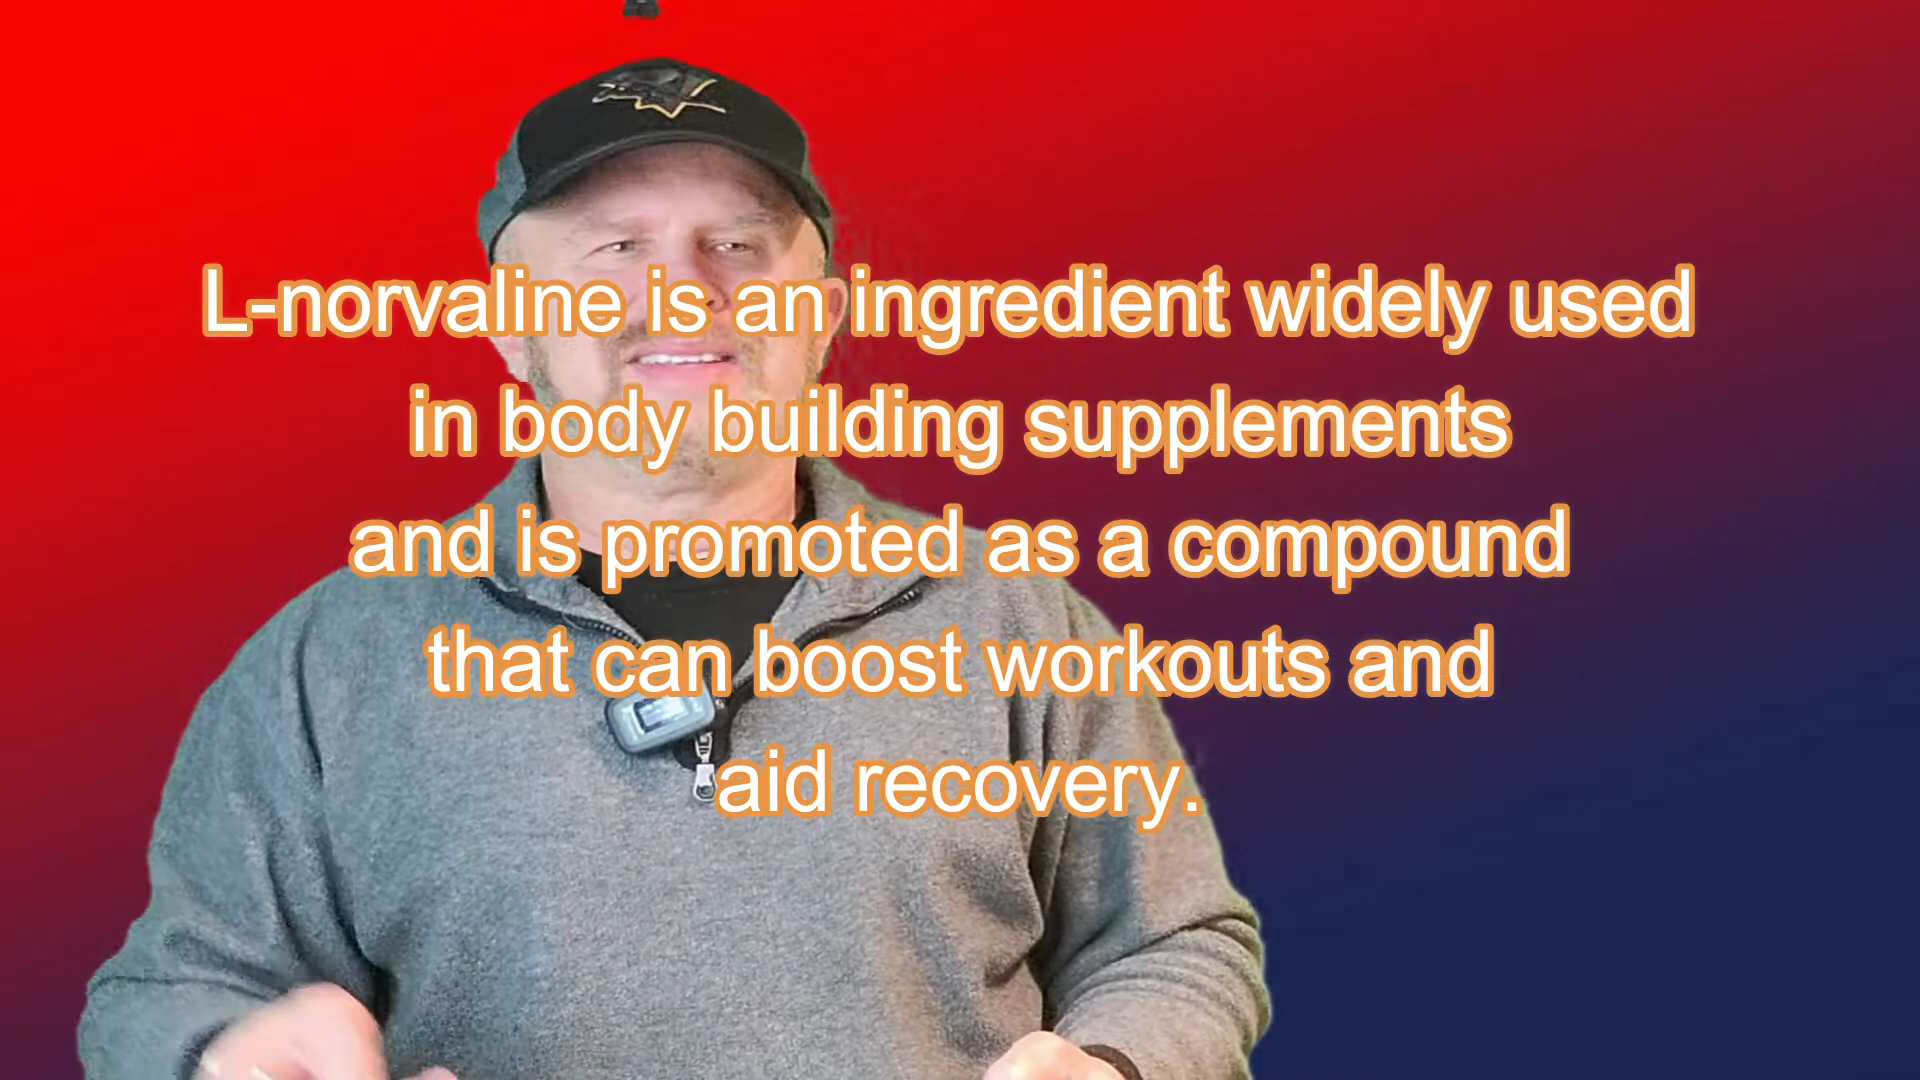 L-norvaline is an ingredient widely used
in body building supplements
and is promoted as a compound
that can boost workouts and
aid recovery.